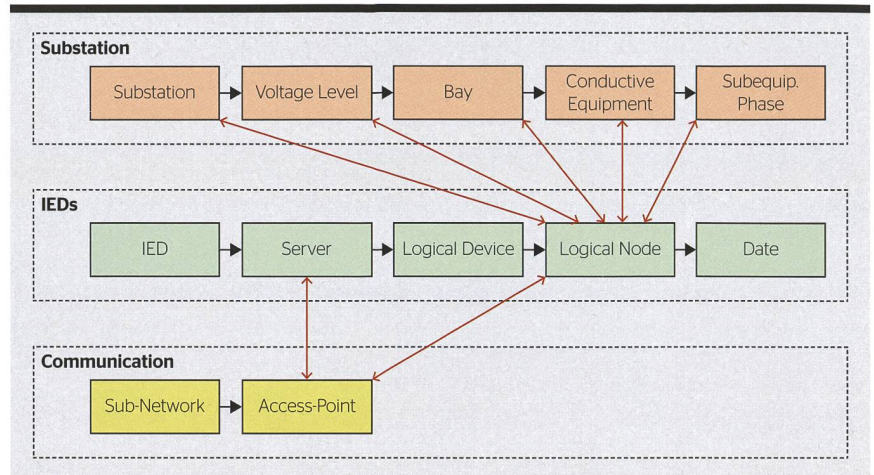 Substation
Substation
Voltage Level
Bay
Conductive
Equipment
Subequip.
Phase
IEDs
IED
Server
Logical Device
Logical Node
Date
Communication
Sub-Network
Access-Point